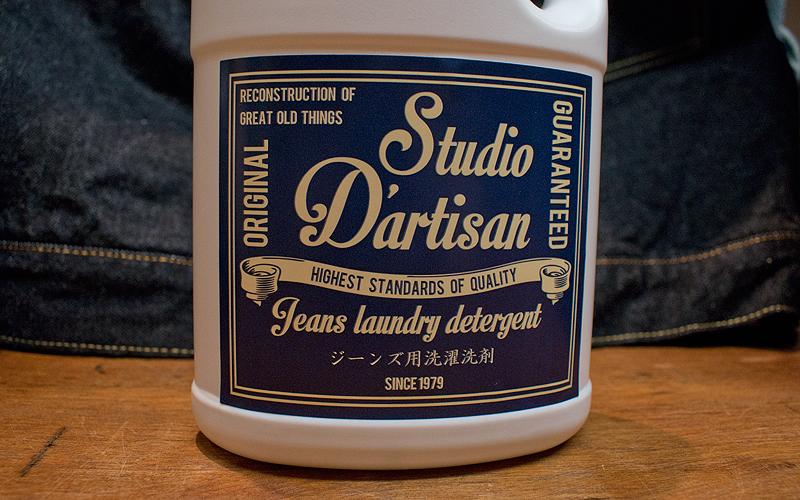 RECONSTRUCTION OF
GREAT OLD THINGS
ORIGINAL
Studio
D'artisan
GUARANTEED
HIGHEST STANDARDS OF QUALITY
Jeans laundry detergent
ジーンズ用洗濯洗剤
SINCE 1979